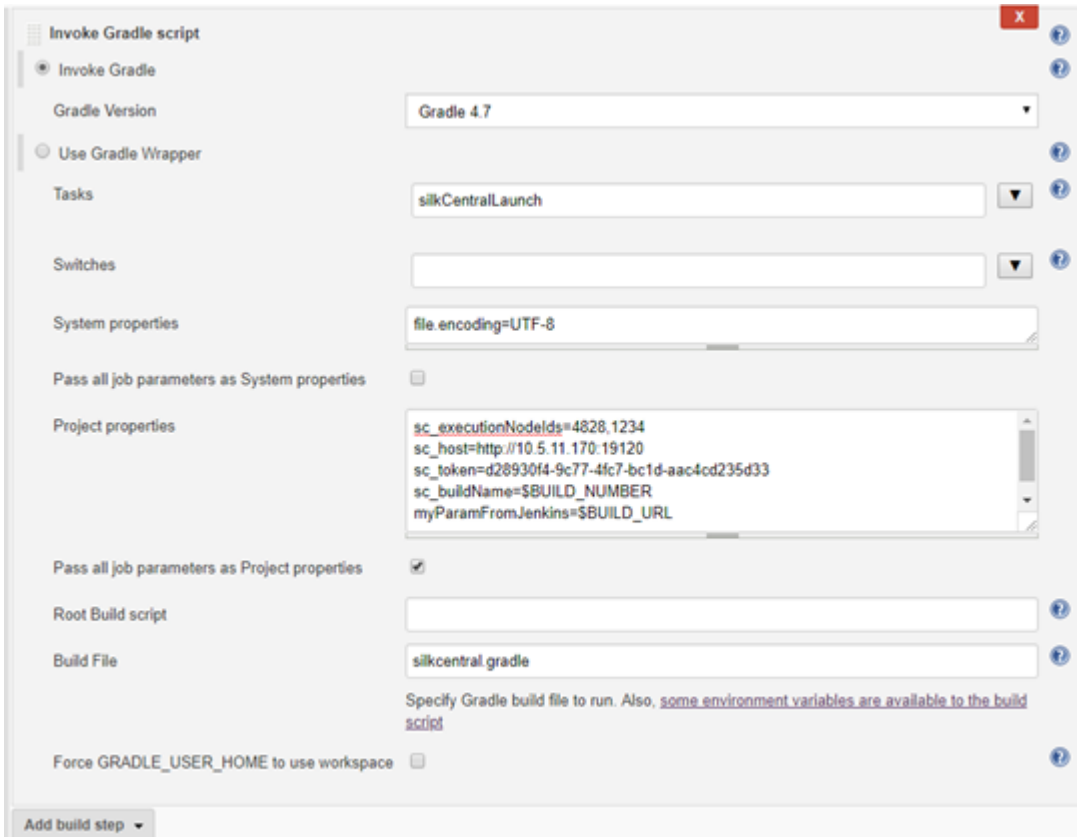 X
Invoke Gradle script
Invoke Gradle
Gradle Version
Gradle 4.7
Use Gradle Wrapper
Tasks
silkCentralLaunch
Switches
System properties
file.encoding=UTF-8
Pass all job parameters as System properties
Project properties
sc_executionNodeIds=4828,1234
sc_host=http://10.5.11.170:19120
sc_token=d28930f4-9c77-4fc7-bc1d-aac4cd235d33
sc_buildName=$BUILD_NUMBER
myParamFromJenkins=$BUILD_URL
Pass all job parameters as Project properties
Root Build script
Build File
silkcentral.gradle
Specify Gradle build file to run. Also, some environment variables are available to the build
script
Force GRADLE_USER_HOME to use workspace
Add build step